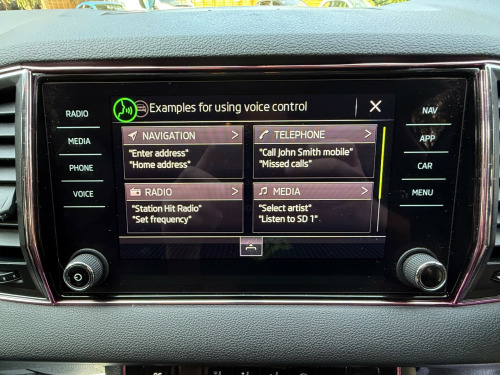 Examples for using voice control
RADIO
MEDIA
PHONE
VOICE
NAVIGATION
"Enter address"
"Home address"
TELEPHONE
"Call John Smith mobile"
"Missed calls"
RADIO
"Station Hit Radio"
"Set frequency"
MEDIA
"Select artist"
"Listen to SD 1"
NAV
APP
CAR
MENU